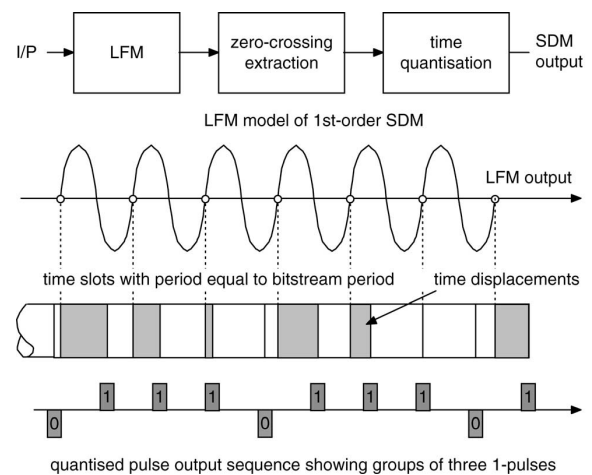 I/P
LFM
zero-crossing
extraction
time
quantisation
SDM
output
LFM model of 1st-order SDM
LFM output
time slots with period equal to bitstream period
time displacements
1 1 1 1 1 1 1
0 0 0
quantised pulse output sequence showing groups of three 1-pulses